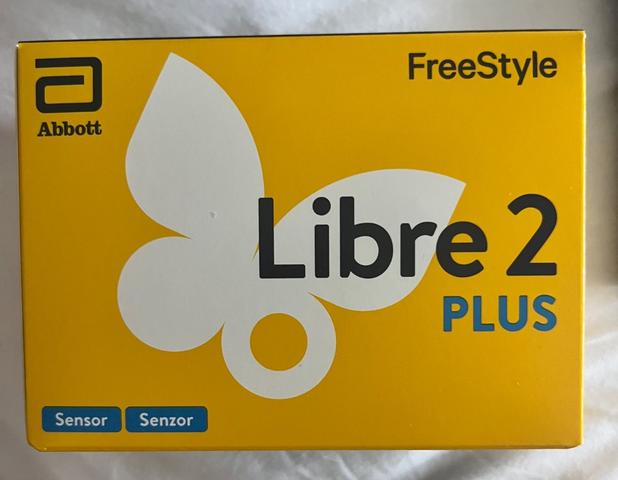 Abbott
FreeStyle
Libre 2
PLUS
Sensor Senzor